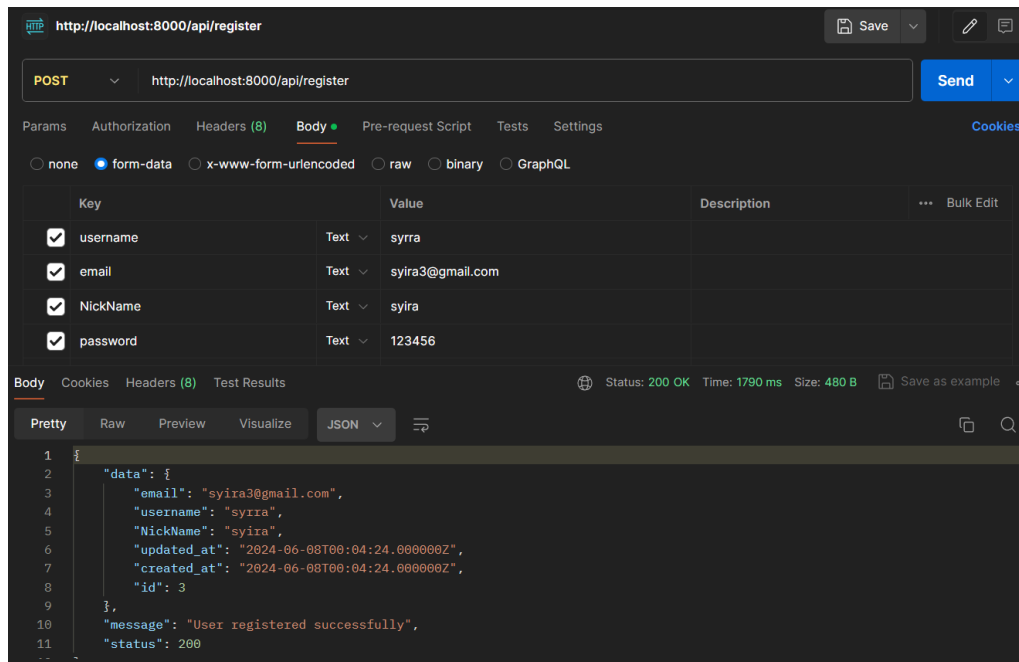 HTTP http://localhost:8000/api/register Save
POST http://localhost:8000/api/register Send
Params Authorization Headers (8) Body Pre-request Script Tests Settings Cookies
none form-data x-www-form-urlencoded raw binary GraphQL
Key Value Description ••• Bulk Edit
username Text syrra
email Text syira3@gmail.com
NickName Text syira
password Text 123456
Body Cookies Headers (8) Test Results Status: 200 OK Time: 1790 ms Size: 480 B Save as example
Pretty Raw Preview Visualize JSON
1 {
2 "data": {
3 "email": "syira3@gmail.com",
4 "username": "syrra",
5 "NickName": "syira",
6 "updated_at": "2024-06-08T00:04:24.000000Z",
7 "created_at": "2024-06-08T00:04:24.000000Z",
8 "id": 3
9 },
10 "message": "User registered successfully",
11 "status": 200